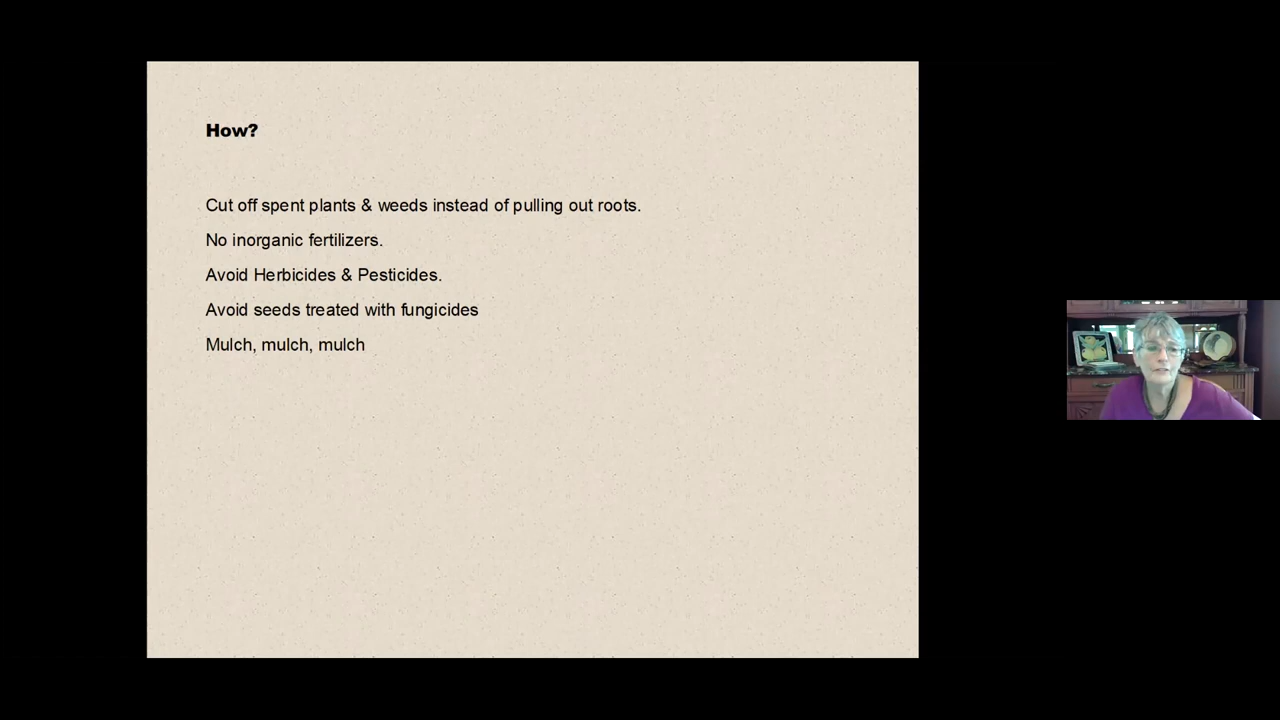 How?
Cut off spent plants & weeds instead of pulling out roots.
No inorganic fertilizers.
Avoid Herbicides & Pesticides.
Avoid seeds treated with fungicides
Mulch, mulch, mulch